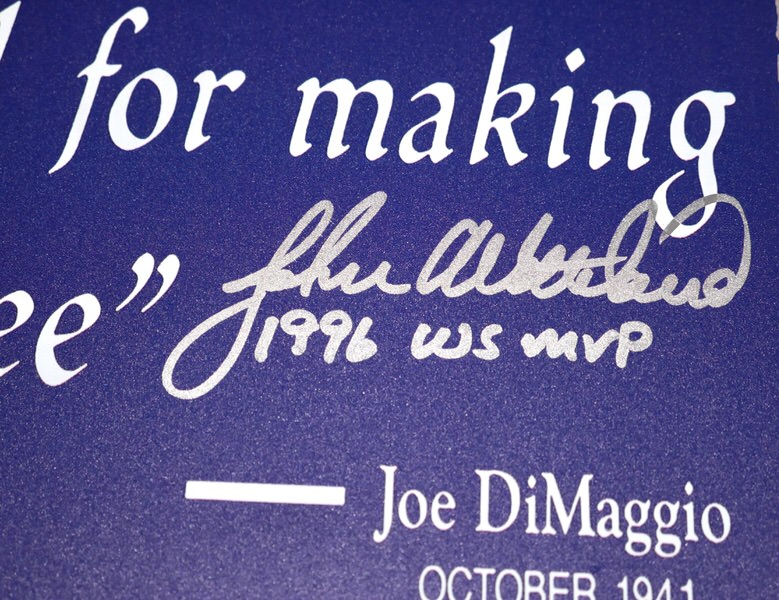 for making
John Wetteland
ee”
1996 WS MVP
— Joe DiMaggio
OCTOBER 1941